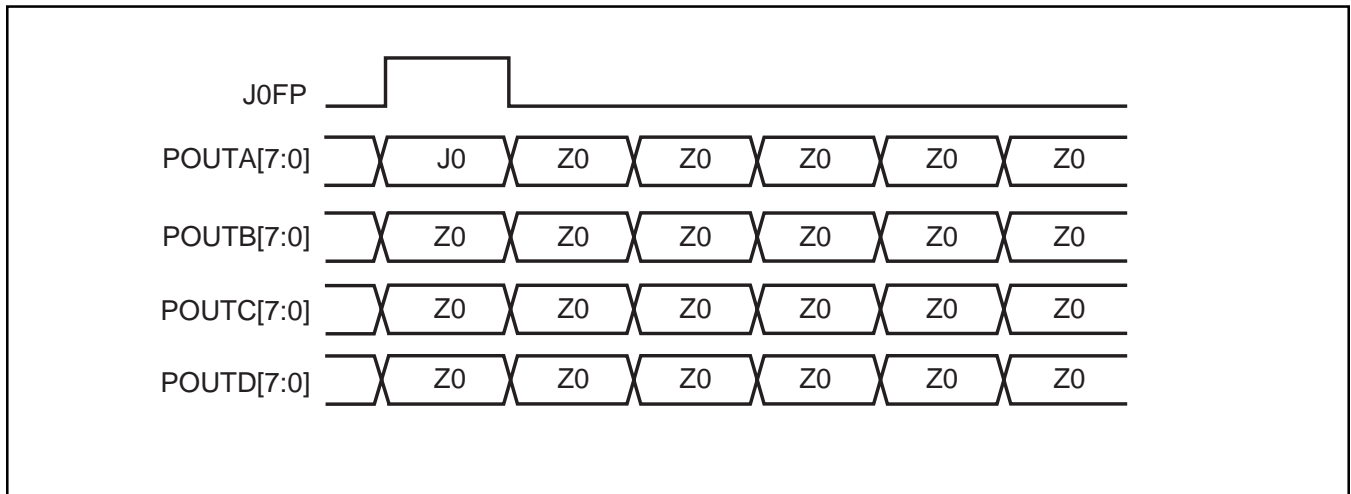 J0FP
POUTA[7:0] J0 Z0 Z0 Z0 Z0 Z0
POUTB[7:0] Z0 Z0 Z0 Z0 Z0 Z0
POUTC[7:0] Z0 Z0 Z0 Z0 Z0 Z0
POUTD[7:0] Z0 Z0 Z0 Z0 Z0 Z0